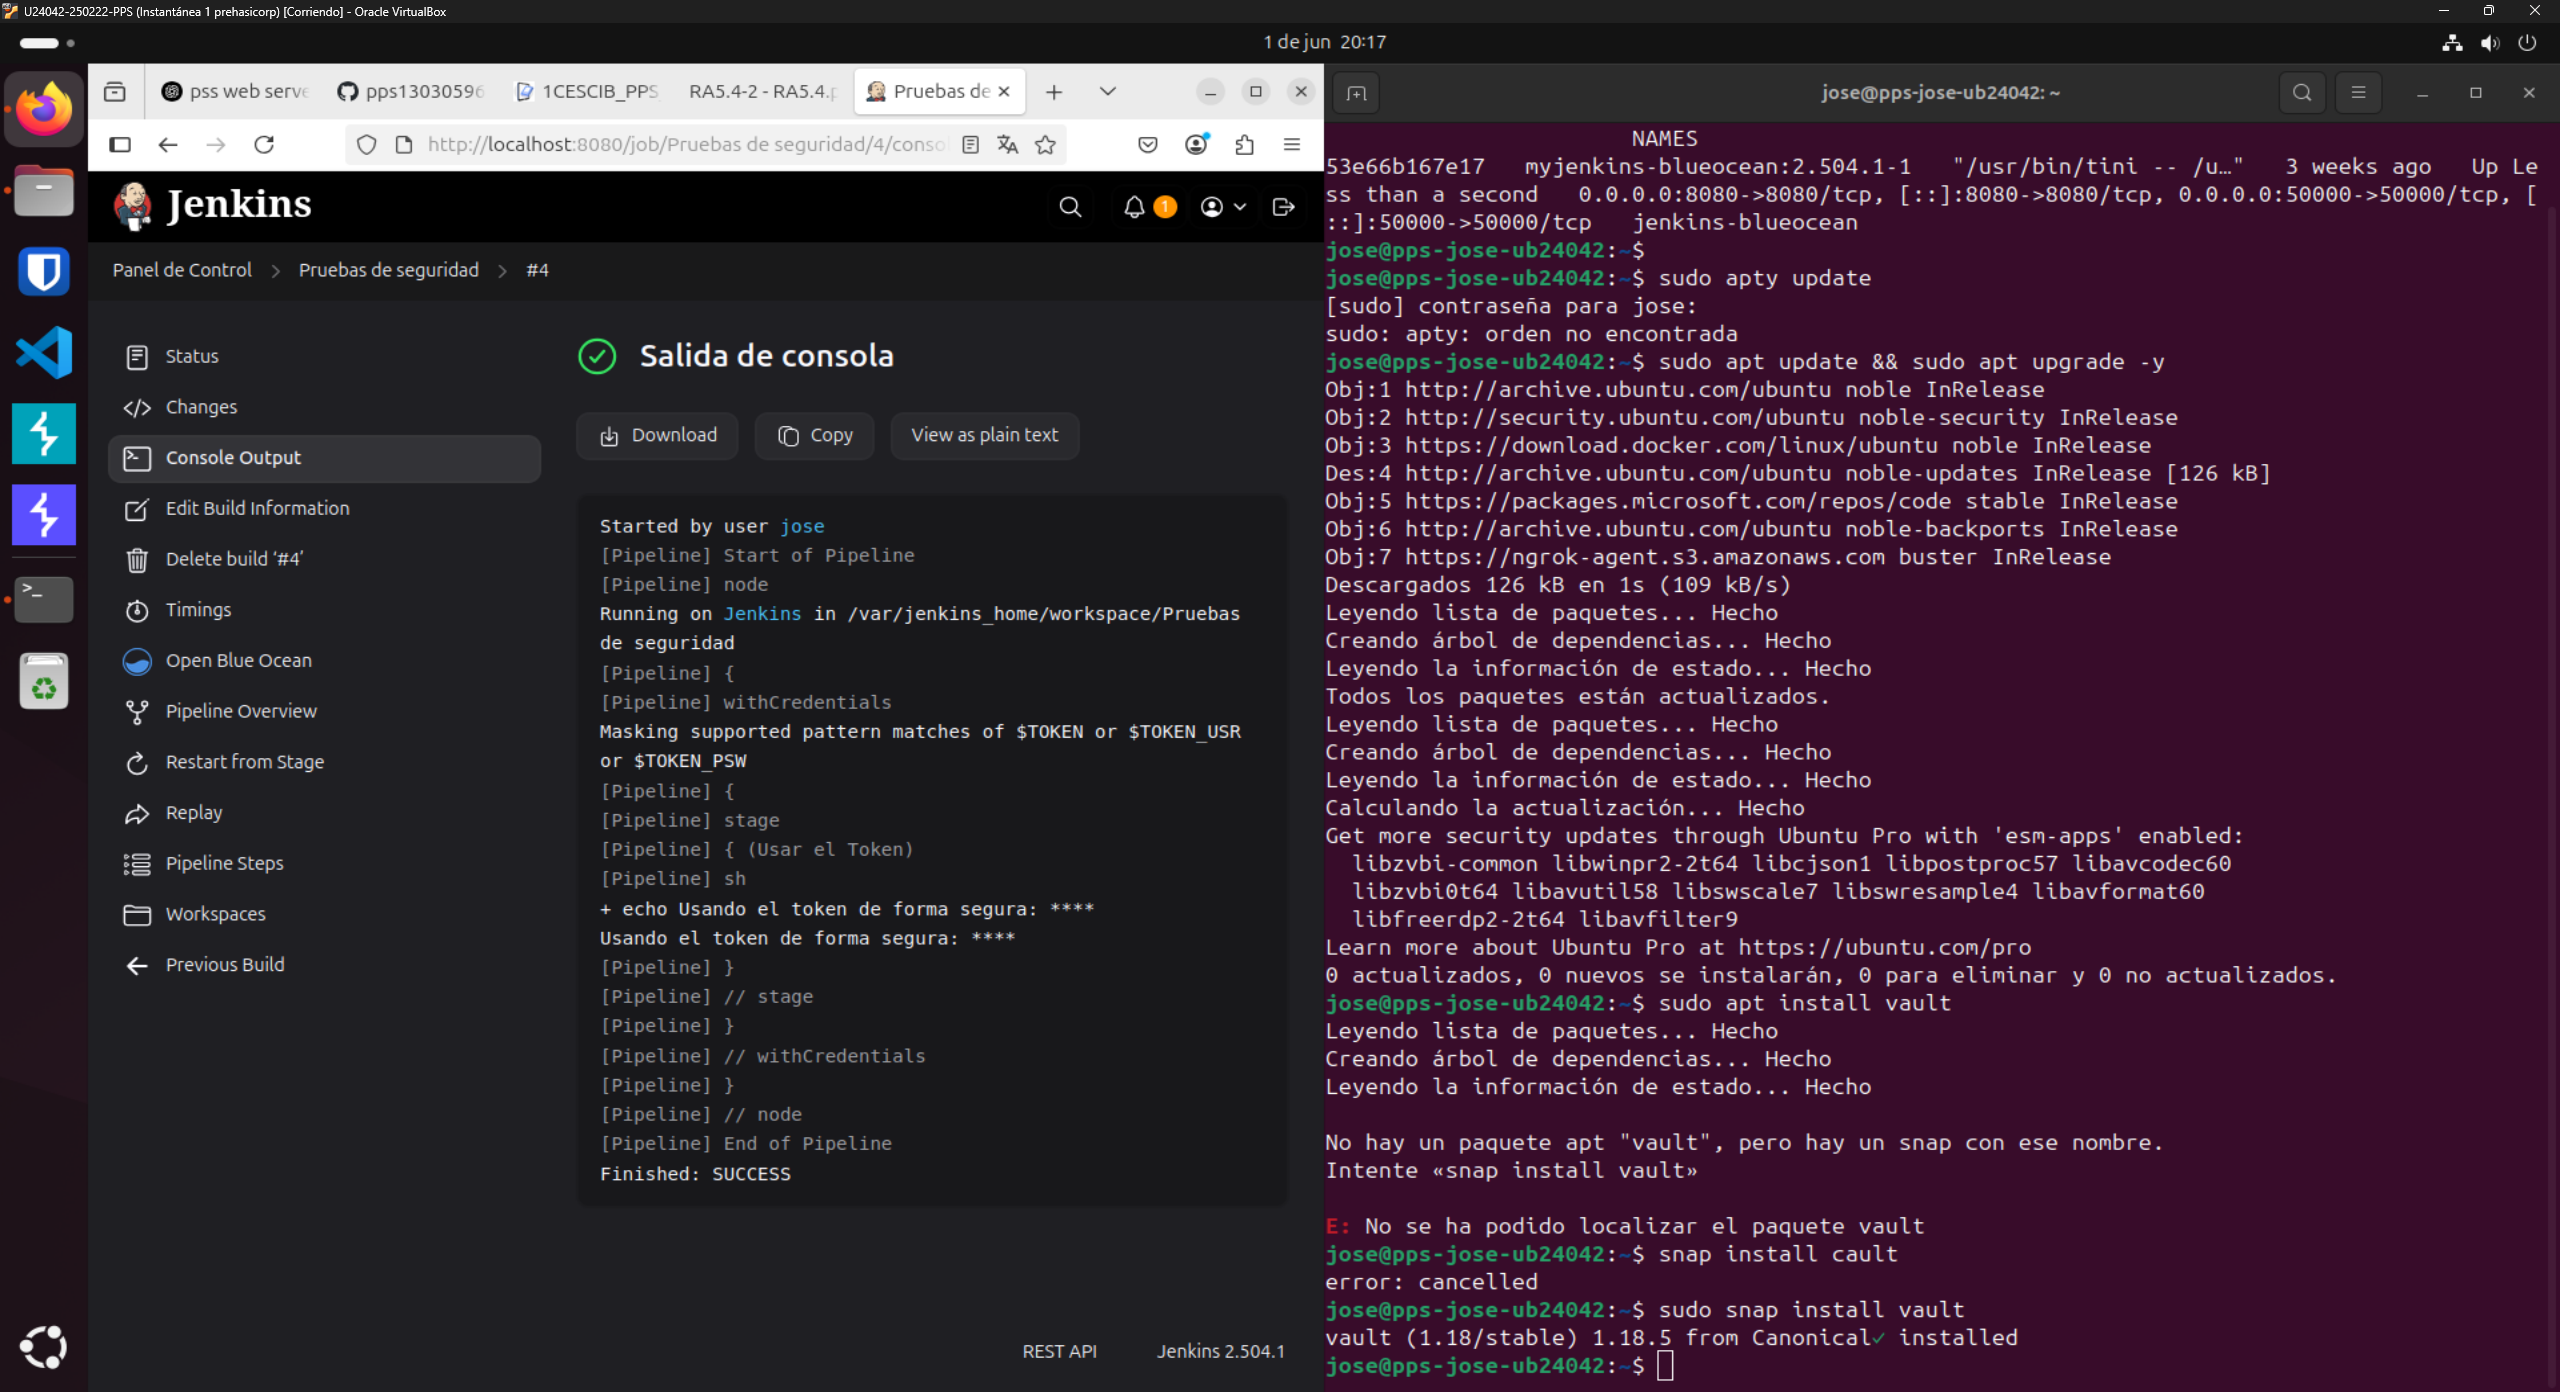 U24042-250222-PPS (Instantánea 1 prehasicorp) [Corriendo] - Oracle VirtualBox
1 de jun 20:17
pss web serve
pps13030596
1CESCIB_PPS
RA5.4-2 - RA5.4.p
Pruebas de
http://localhost:8080/job/Pruebas de seguridad/4/conso
Jenkins
1
Panel de Control > Pruebas de seguridad > #4
Status
Changes
Console Output
Edit Build Information
Delete build ‘#4’
Timings
Open Blue Ocean
Pipeline Overview
Restart from Stage
Replay
Pipeline Steps
Workspaces
Previous Build
Salida de consola
Download
Copy
View as plain text
Started by user jose
[Pipeline] Start of Pipeline
[Pipeline] node
Running on Jenkins in /var/jenkins_home/workspace/Pruebas
de seguridad
[Pipeline] {
[Pipeline] withCredentials
Masking supported pattern matches of $TOKEN or $TOKEN_USR
or $TOKEN_PSW
[Pipeline] {
[Pipeline] stage
[Pipeline] { (Usar el Token)
[Pipeline] sh
+ echo Usando el token de forma segura: ****
Usando el token de forma segura: ****
[Pipeline] }
[Pipeline] // stage
[Pipeline] }
[Pipeline] // withCredentials
[Pipeline] }
[Pipeline] // node
[Pipeline] End of Pipeline
Finished: SUCCESS
REST API
Jenkins 2.504.1
jose@pps-jose-ub24042: ~
NAMES
53e66b167e17   myjenkins-blueocean:2.504.1-1   "/usr/bin/tini -- /u…"   3 weeks ago   Up Le
ss than a second   0.0.0.0:8080->8080/tcp, [::]:8080->8080/tcp, 0.0.0.0:50000->50000/tcp, [
::]:50000->50000/tcp   jenkins-blueocean
jose@pps-jose-ub24042:~$
jose@pps-jose-ub24042:~$ sudo apty update
[sudo] contraseña para jose:
sudo: apty: orden no encontrada
jose@pps-jose-ub24042:~$ sudo apt update && sudo apt upgrade -y
Obj:1 http://archive.ubuntu.com/ubuntu noble InRelease
Obj:2 http://security.ubuntu.com/ubuntu noble-security InRelease
Obj:3 https://download.docker.com/linux/ubuntu noble InRelease
Des:4 http://archive.ubuntu.com/ubuntu noble-updates InRelease [126 kB]
Obj:5 https://packages.microsoft.com/repos/code stable InRelease
Obj:6 http://archive.ubuntu.com/ubuntu noble-backports InRelease
Obj:7 https://ngrok-agent.s3.amazonaws.com buster InRelease
Descargados 126 kB en 1s (109 kB/s)
Leyendo lista de paquetes... Hecho
Creando árbol de dependencias... Hecho
Leyendo la información de estado... Hecho
Todos los paquetes están actualizados.
Leyendo lista de paquetes... Hecho
Creando árbol de dependencias... Hecho
Leyendo la información de estado... Hecho
Calculando la actualización... Hecho
Get more security updates through Ubuntu Pro with 'esm-apps' enabled:
  libzvbi-common libwinpr2-2t64 libcjson1 libpostproc57 libavcodec60
  libzvbi0t64 libavutil58 libswscale7 libswresample4 libavformat60
  libfreerdp2-2t64 libavfilter9
Learn more about Ubuntu Pro at https://ubuntu.com/pro
0 actualizados, 0 nuevos se instalarán, 0 para eliminar y 0 no actualizados.
jose@pps-jose-ub24042:~$ sudo apt install vault
Leyendo lista de paquetes... Hecho
Creando árbol de dependencias... Hecho
Leyendo la información de estado... Hecho
No hay un paquete apt "vault", pero hay un snap con ese nombre.
Intente «snap install vault»
E: No se ha podido localizar el paquete vault
jose@pps-jose-ub24042:~$ snap install cault
error: cancelled
jose@pps-jose-ub24042:~$ sudo snap install vault
vault (1.18/stable) 1.18.5 from Canonical✓ installed
jose@pps-jose-ub24042:~$